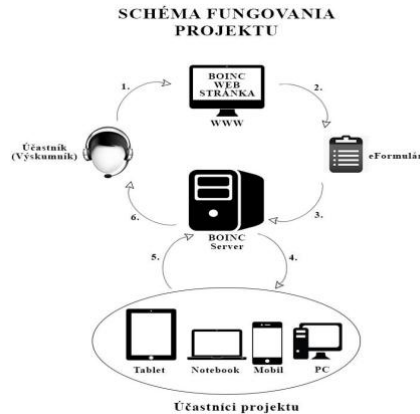 SCHÉMA FUNGOVANIA
PROJEKTU
1.
BOINC
WEB
STRÁNKA
WWW
2.
Účastník
(Výskumník)
eFormulár
6.
BOINC
Server
3.
5.
4.
Tablet
Notebook
Mobil
PC
Účastníci projektu